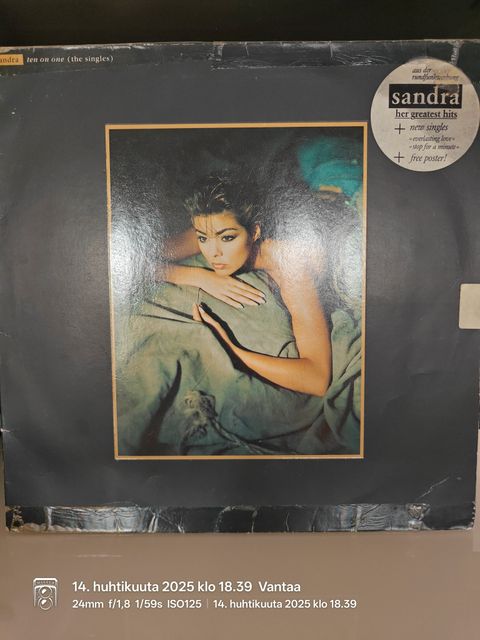 sandra ten on one (the singles)
aus der
rundfunkwerbung
sandra
her greatest hits
+ new singles
-everlasting love-
-stop for a minute-
+ free poster!
14. huhtikuuta 2025 klo 18.39 Vantaa
24mm f/1,8 1/59s ISO125 | 14. huhtikuuta 2025 klo 18.39